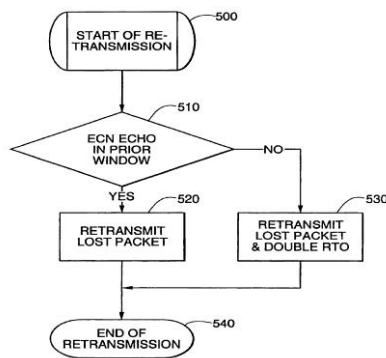 START OF RE-
TRANSMISSION
500
ECN ECHO
IN PRIOR
WINDOW
510
NO
YES
520
RETRANSMIT
LOST PACKET
530
RETRANSMIT
LOST PACKET
& DOUBLE RTO
END OF
RETRANSMISSION
540